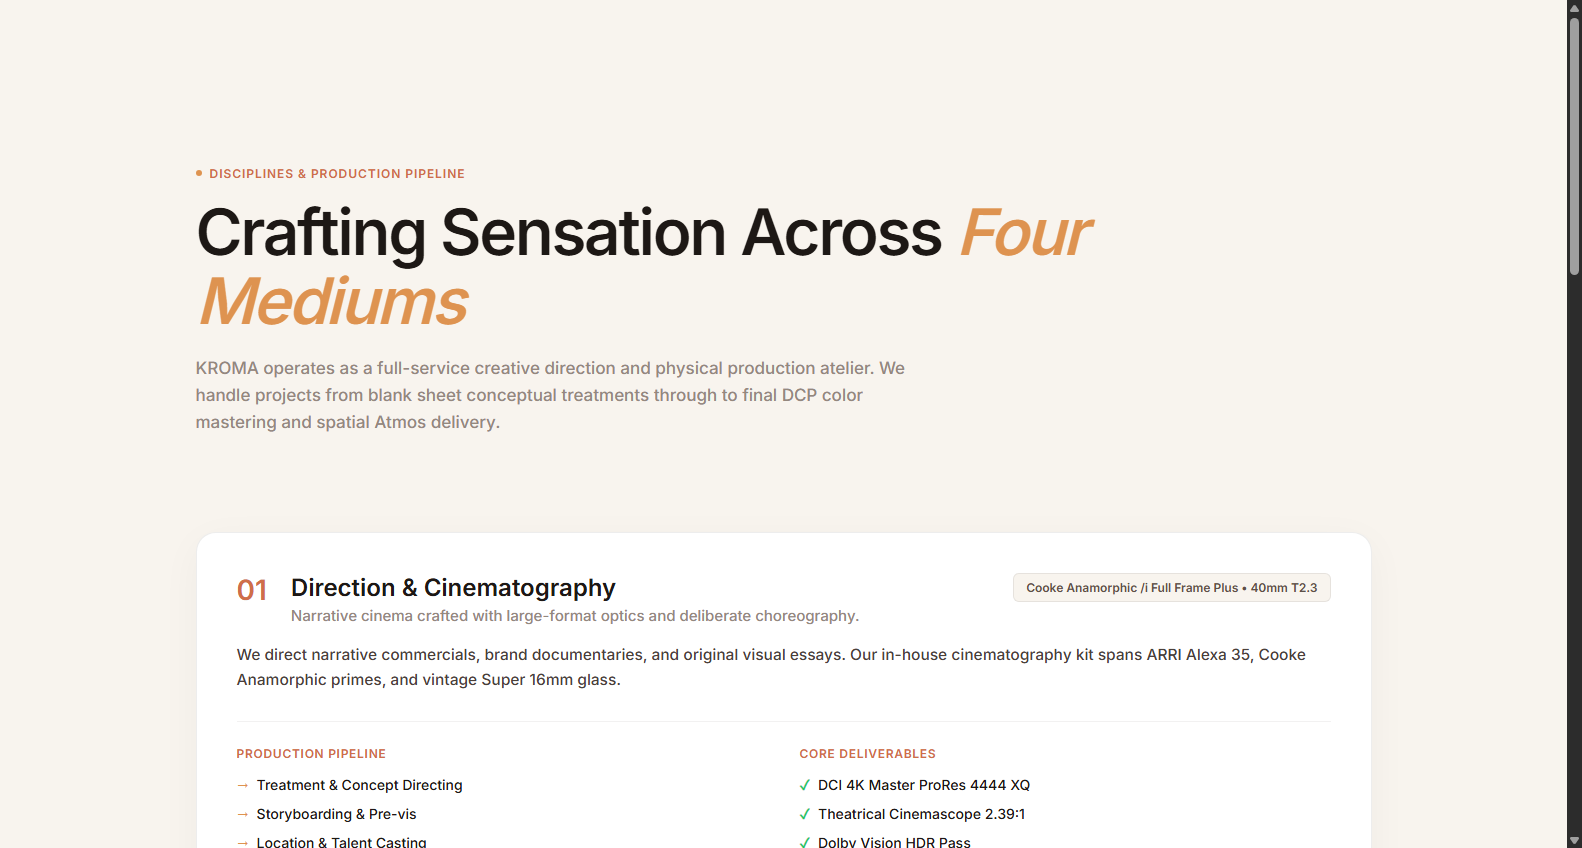 DISCIPLINES & PRODUCTION PIPELINE
Crafting Sensation Across Four
Mediums
KROMA operates as a full-service creative direction and physical production atelier. We
handle projects from blank sheet conceptual treatments through to final DCP color
mastering and spatial Atmos delivery.
01 Direction & Cinematography
Cooke Anamorphic /i Full Frame Plus • 40mm T2.3
Narrative cinema crafted with large-format optics and deliberate choreography.
We direct narrative commercials, brand documentaries, and original visual essays. Our in-house cinematography kit spans ARRI Alexa 35, Cooke
Anamorphic primes, and vintage Super 16mm glass.
PRODUCTION PIPELINE
→ Treatment & Concept Directing
→ Storyboarding & Pre-vis
→ Location & Talent Casting
CORE DELIVERABLES
✓ DCI 4K Master ProRes 4444 XQ
✓ Theatrical Cinemascope 2.39:1
✓ Dolby Vision HDR Pass